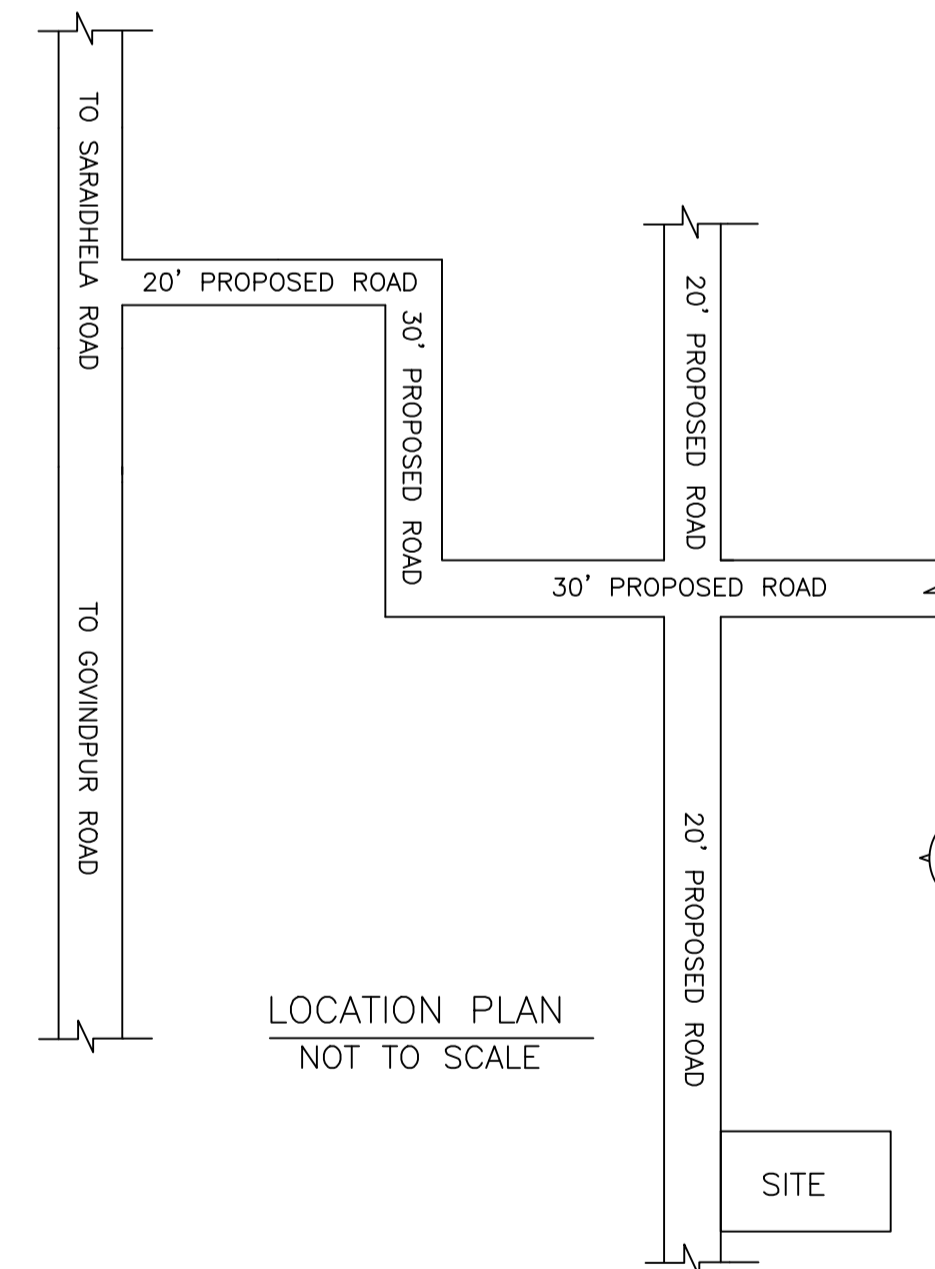 TO SARAIDHELA ROAD
20' PROPOSED ROAD
30' PROPOSED ROAD
20' PROPOSED ROAD
30' PROPOSED ROAD
TO GOVINDPUR ROAD
20' PROPOSED ROAD
LOCATION PLAN
NOT TO SCALE
SITE